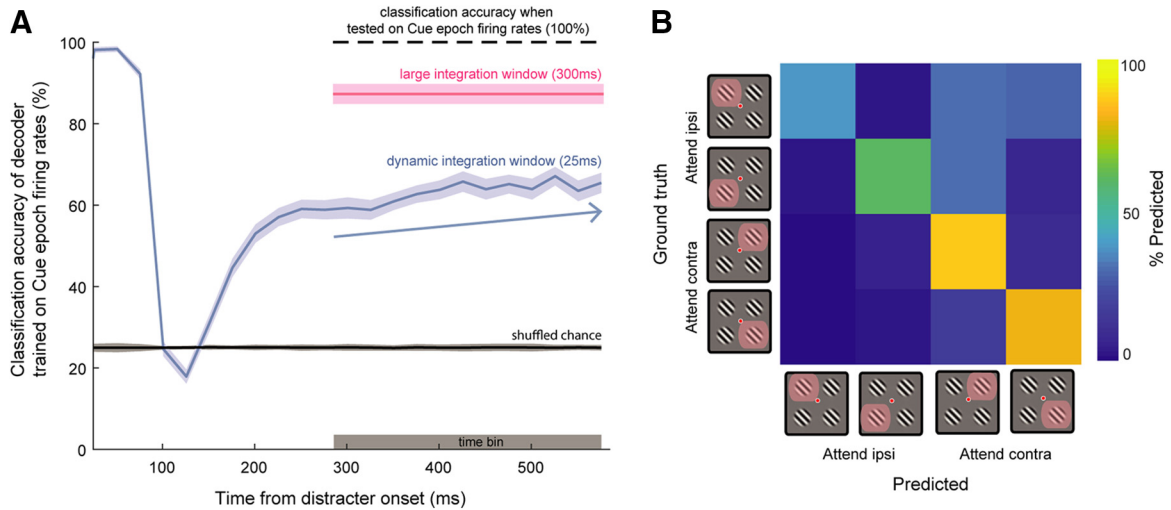 A
classification accuracy when
tested on Cue epoch firing rates (100%)
large integration window (300ms)
dynamic integration window (25ms)
shuffled chance
time bin
Classification accuracy of decoder
trained on Cue epoch firing rates (%)
100
80
60
40
20
0
100
200
300
400
500
Time from distracter onset (ms)
B
Ground truth
Attend ipsi
Attend contra
Attend ipsi
Attend contra
Predicted
100
50
0
% Predicted